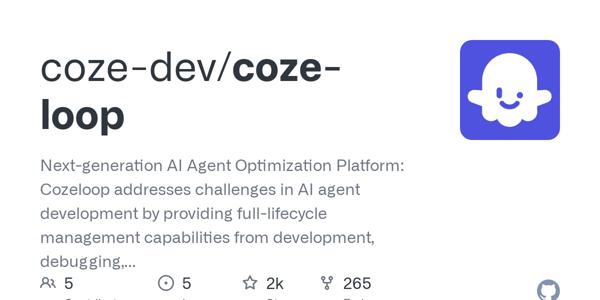 coze-dev/coze-
loop
Next-generation AI Agent Optimization Platform:
Cozeloop addresses challenges in AI agent
development by providing full-lifecycle
management capabilities from development,
debugging,...
5 5 2k 265